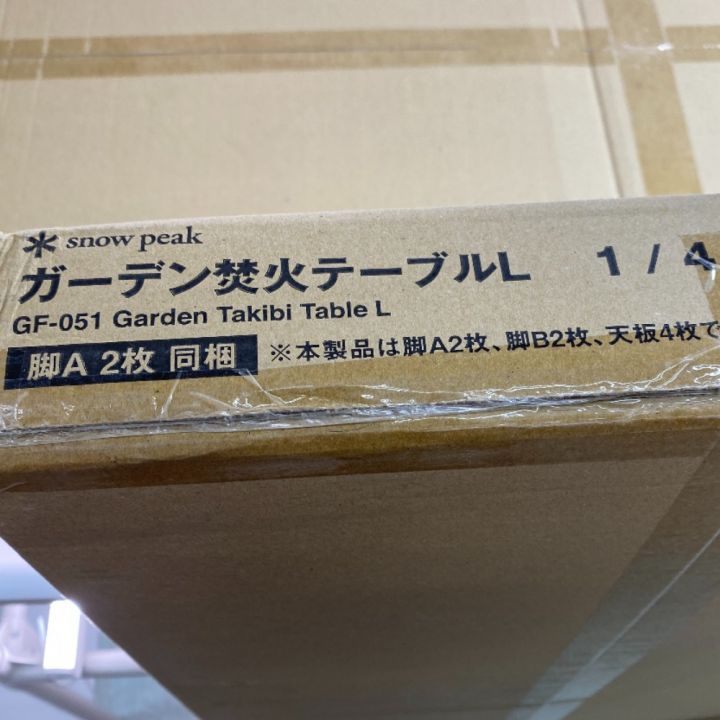 snow peak
ガーデン焚火テーブルL 1/4
GF-051 Garden Takibi Table L
脚A 2枚 同梱 ※本製品は脚A2枚、脚B2枚、天板4枚で